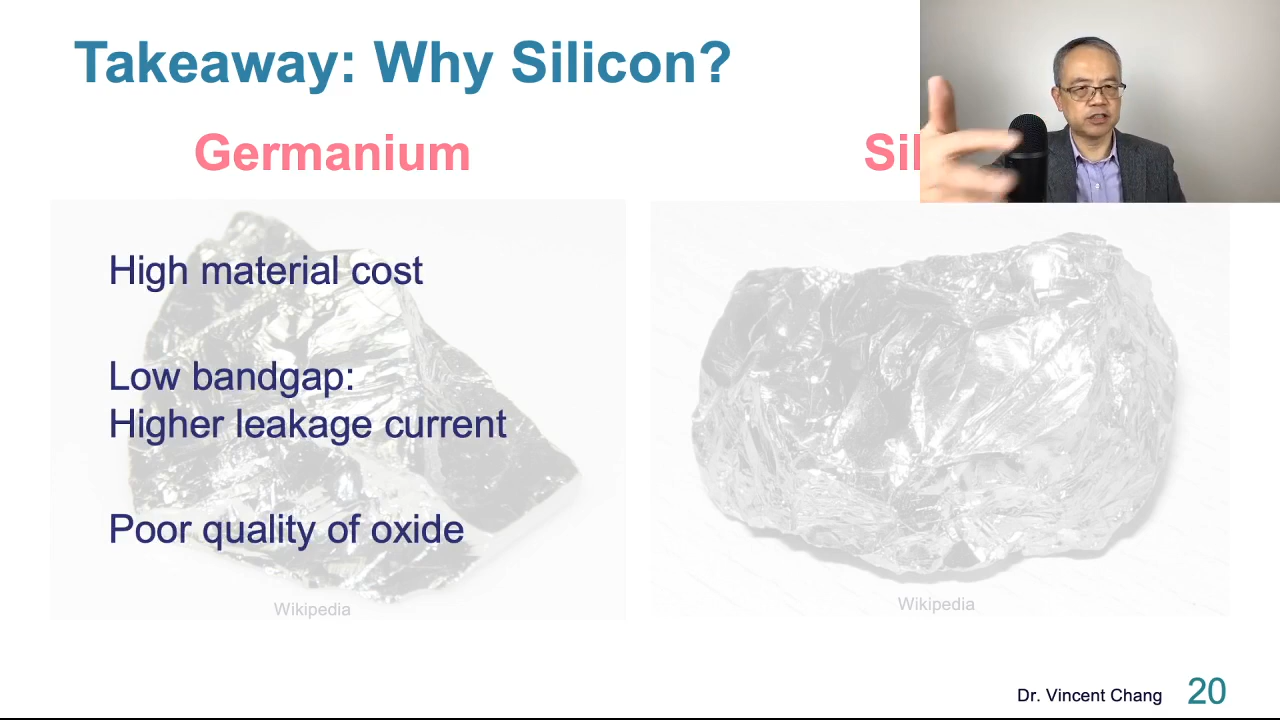 Takeaway: Why Silicon?
Germanium
High material cost
Low bandgap:
Higher leakage current
Poor quality of oxide
Wikipedia
Wikipedia
Dr. Vincent Chang 20